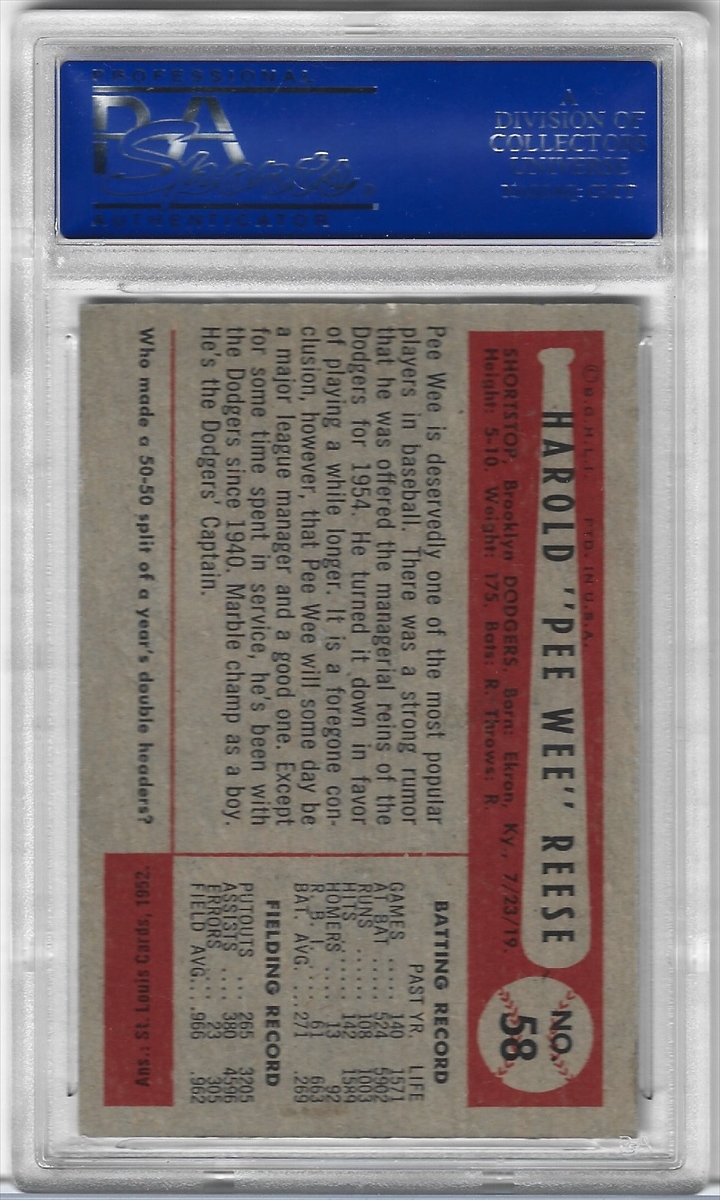 PROFESSIONAL
PSA
Sports
AUTHENTICATOR
A
DIVISION OF
COLLECTORS
UNIVERSE
NASDAQ: CLCT
© B.G.H.L.I. PTD. IN U.S.A.
HAROLD "PEE WEE" REESE
NO.
58
SHORTSTOP, Brooklyn DODGERS, Born: Ekron, Ky., 7/23/19.
Height: 5-10. Weight: 175. Bats: R. Throws: R.
Pee Wee is deservedly one of the most popular
players in baseball. There was a strong rumor
that he was offered the managerial reins of the
Dodgers for 1954. He turned it down in favor
of playing a while longer. It is a foregone con-
clusion, however, that Pee Wee will some day be
a major league manager and a good one. Except
for some time spent in service, he's been with
the Dodgers since 1940. Marble champ as a boy.
He's the Dodgers' Captain.
BATTING RECORD
PAST YR. LIFE
GAMES .... 140 1571
AT BAT ..... 524 5962
RUNS ..... 108 1003
HITS ..... 142 1589
HOMERS .... 13 92
R. B. I. .... 61 663
BAT. AVG. ... .271 .269
FIELDING RECORD
PUTOUTS ... 265 3205
ASSISTS .... 380 4596
ERRORS .... 23 305
FIELD AVG... .966 .962
Who made a 50-50 split of a year's double headers?
Ans.: St. Louis Cards, 1952.